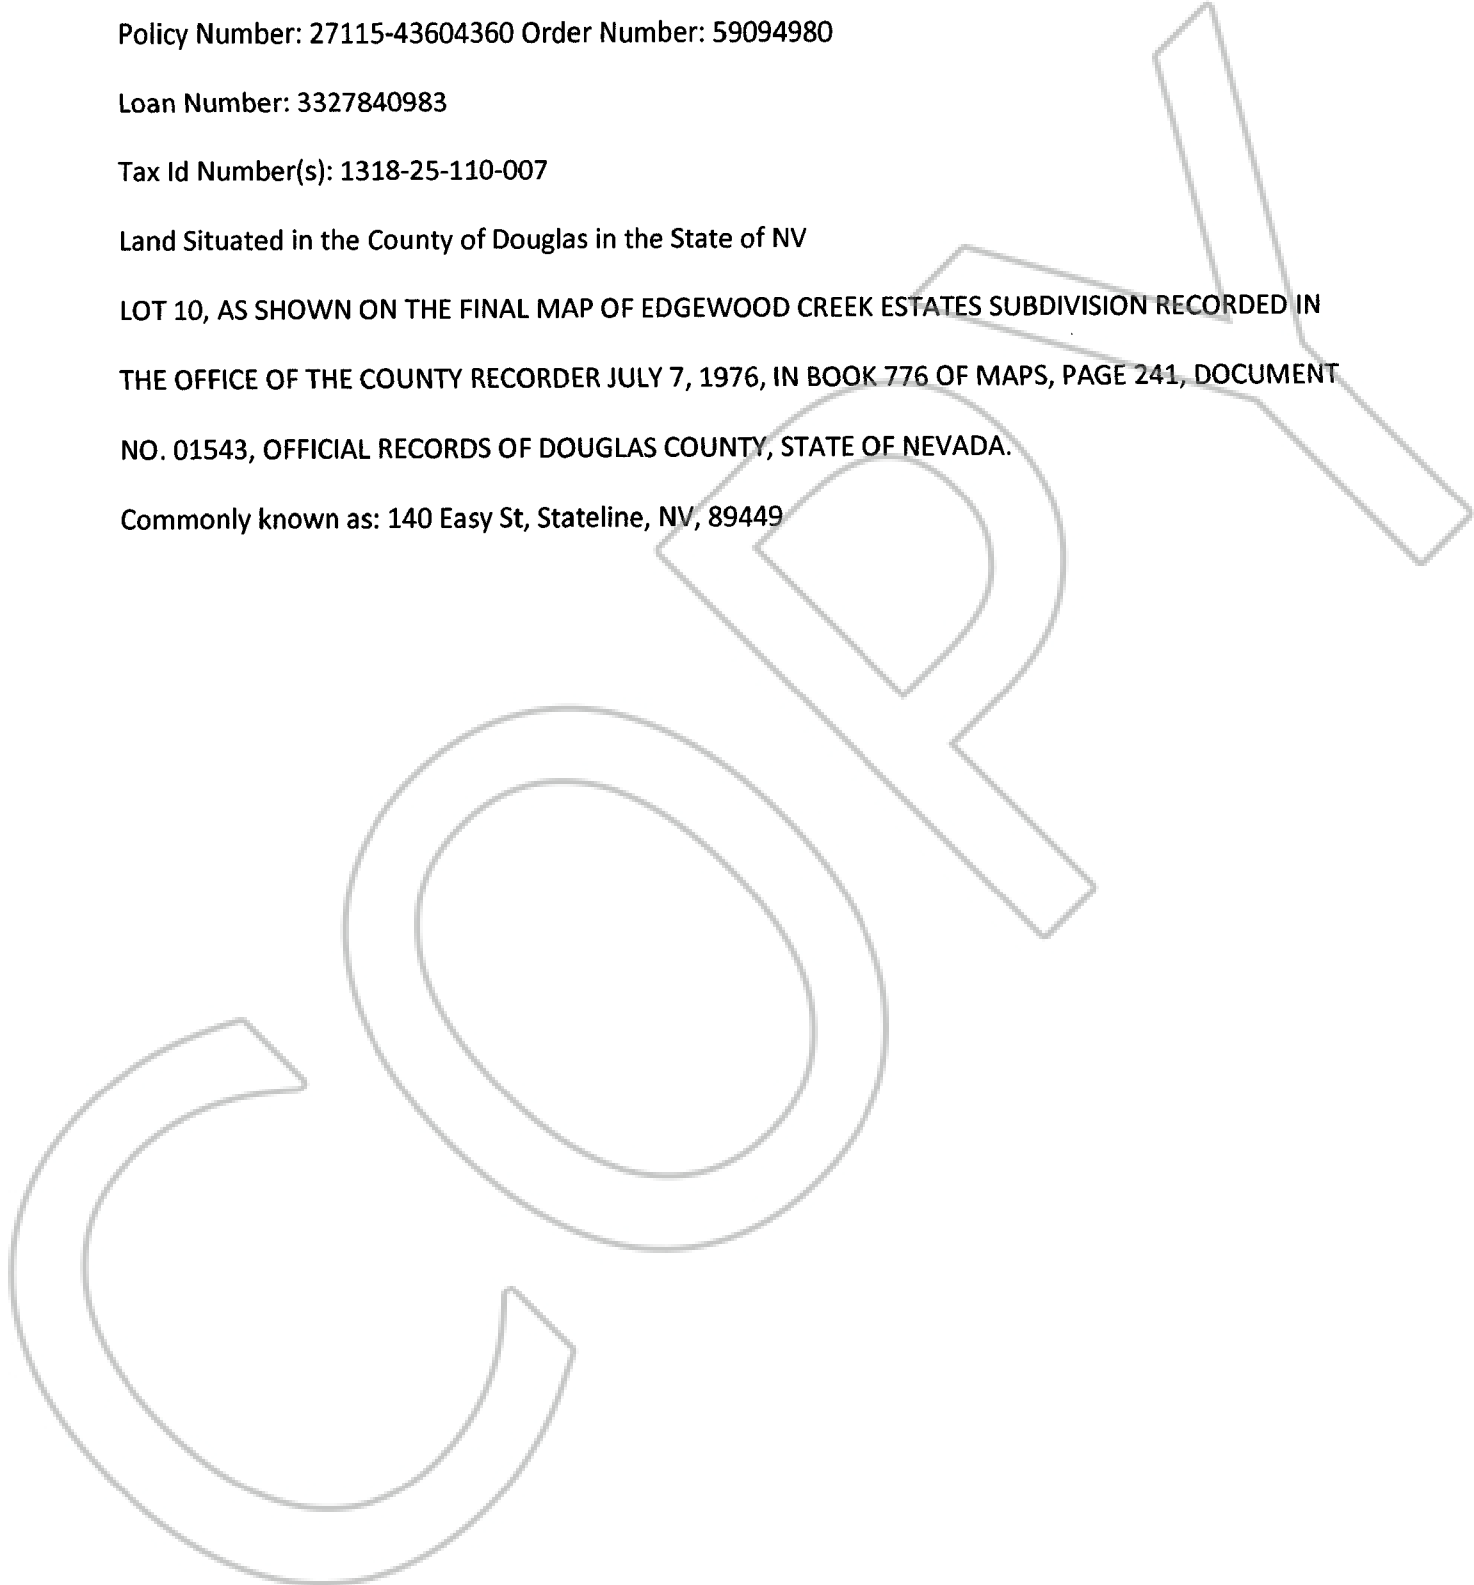 Policy Number: 27115-43604360 Order Number: 59094980
Loan Number: 3327840983
Tax Id Number(s): 1318-25-110-007
Land Situated in the County of Douglas in the State of NV
LOT 10, AS SHOWN ON THE FINAL MAP OF EDGEWOOD CREEK ESTATES SUBDIVISION RECORDED IN
THE OFFICE OF THE COUNTY RECORDER JULY 7, 1976, IN BOOK 776 OF MAPS, PAGE 241, DOCUMENT
NO. 01543, OFFICIAL RECORDS OF DOUGLAS COUNTY, STATE OF NEVADA.
Commonly known as: 140 Easy St, Stateline, NV, 89449
COPY